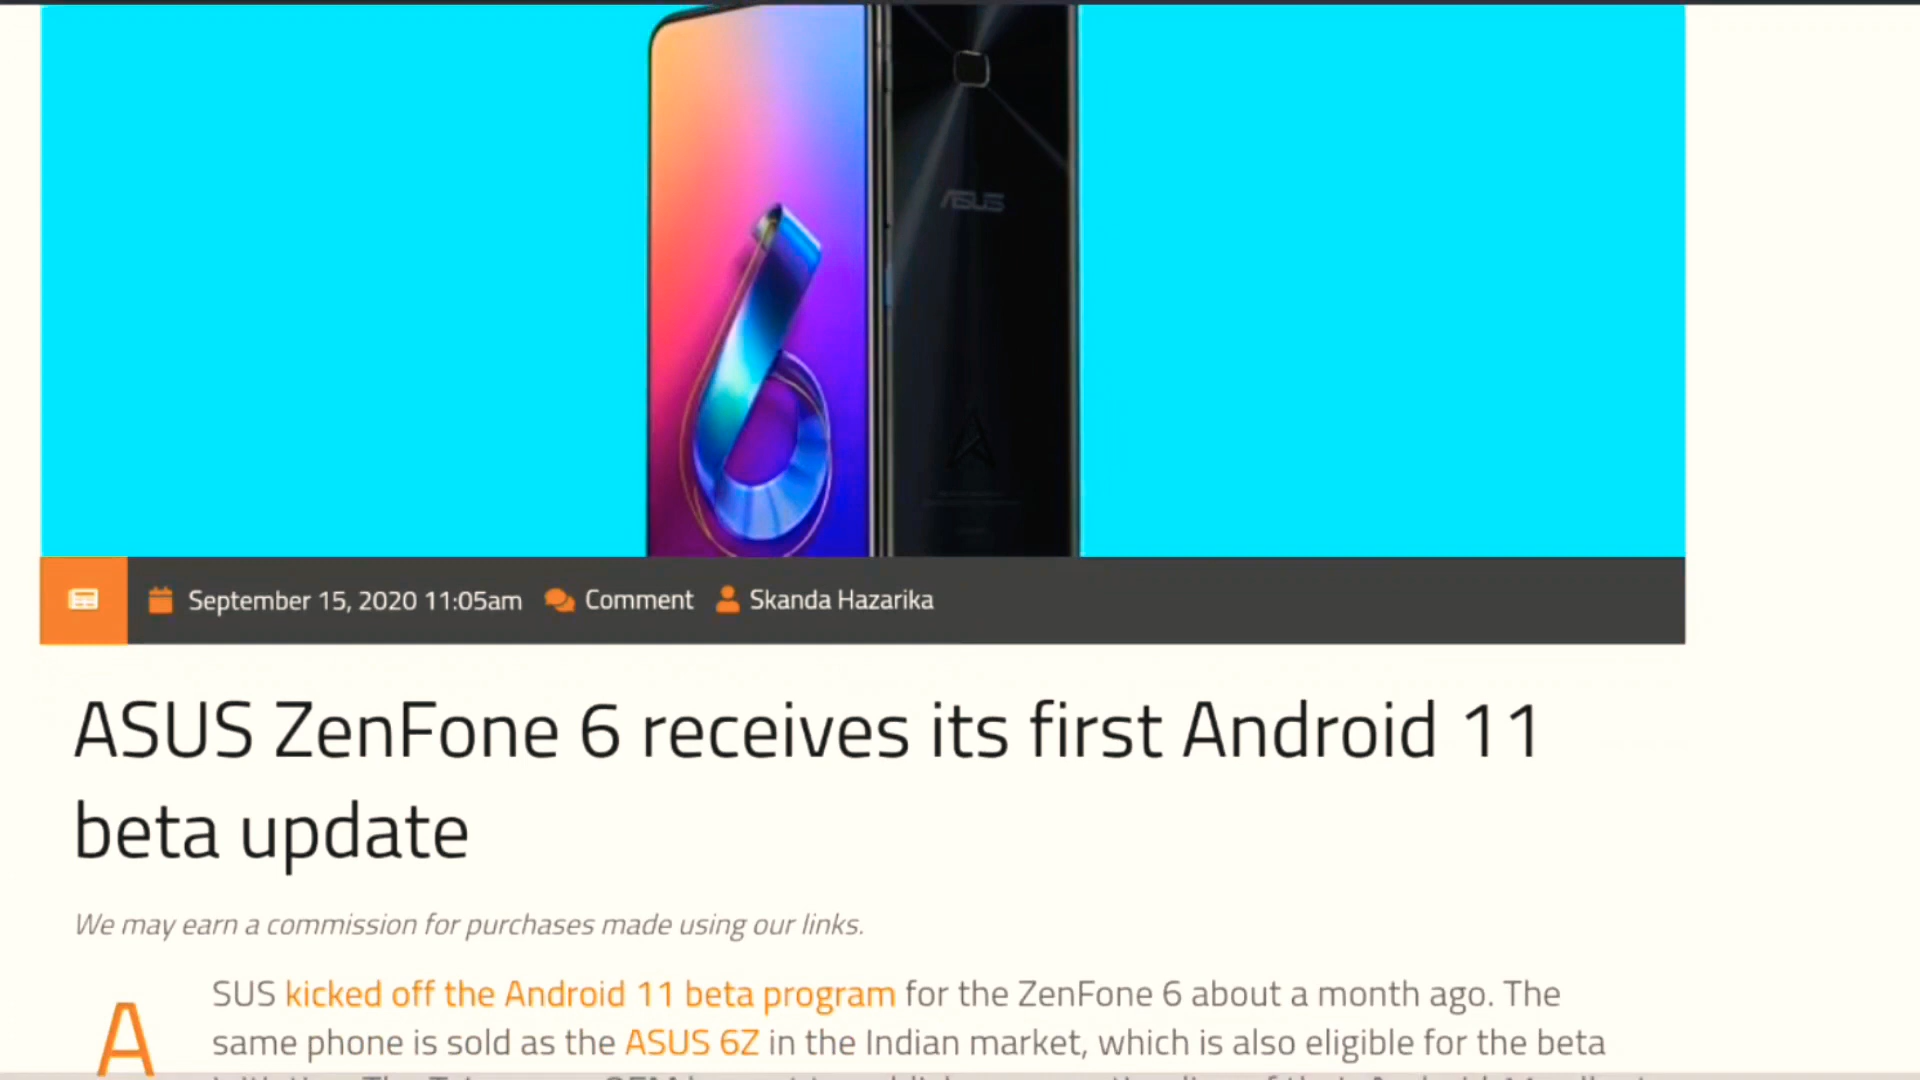 ASUS
September 15, 2020 11:05am Comment Skanda Hazarika
ASUS ZenFone 6 receives its first Android 11
beta update
We may earn a commission for purchases made using our links.
ASUS kicked off the Android 11 beta program for the ZenFone 6 about a month ago. The
same phone is sold as the ASUS 6Z in the Indian market, which is also eligible for the beta